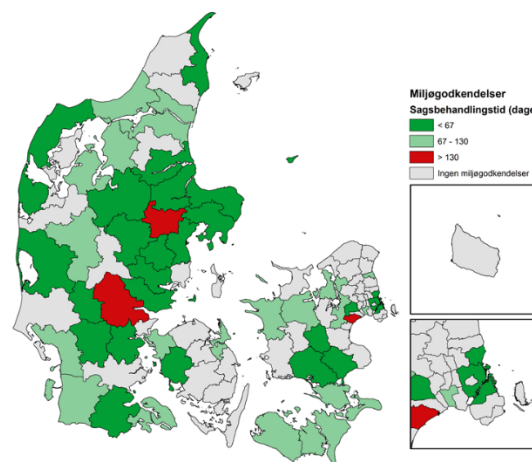 Miljøgodkendelser
Sagsbehandlingstid (dage
< 67
67 - 130
> 130
Ingen miljøgodkendelser